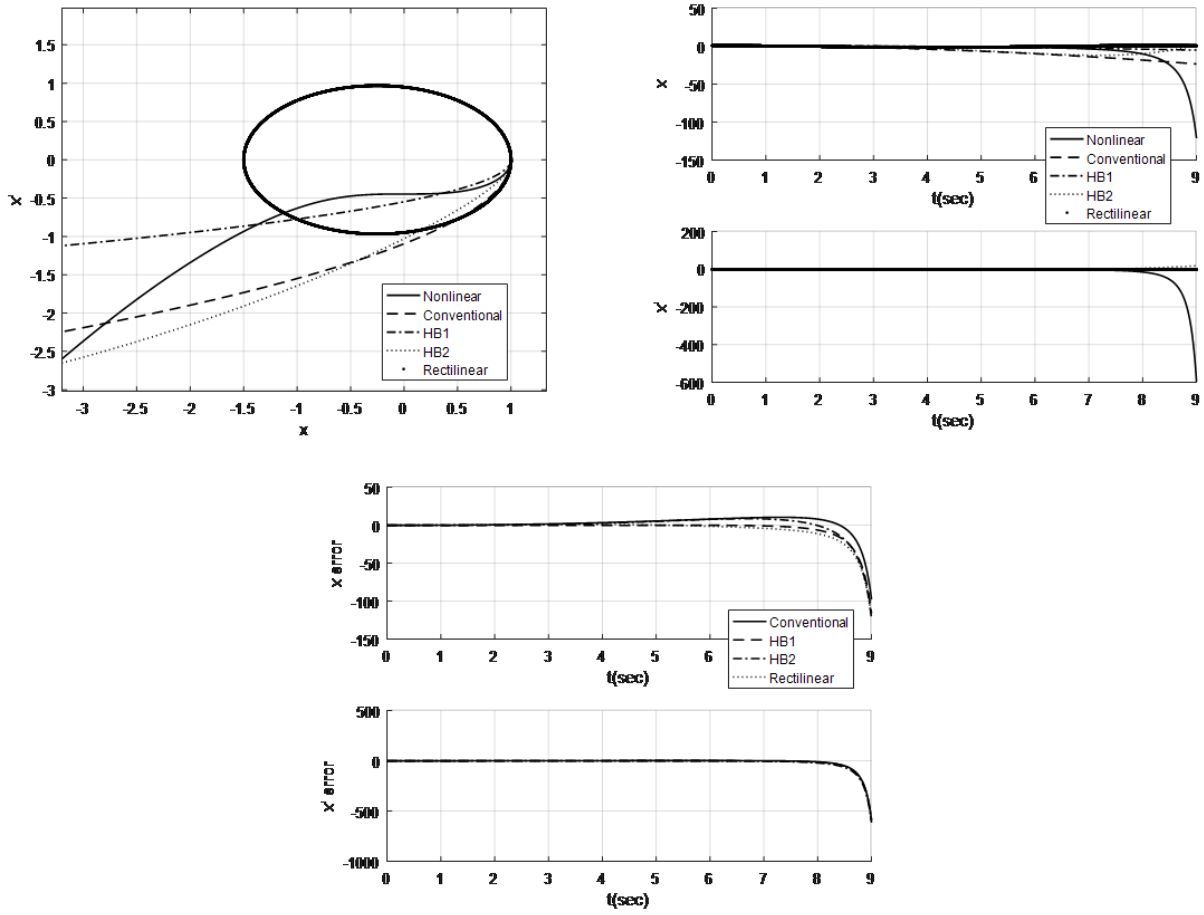 1.5
1
0.5
0
-0.5
-1
-1.5
-2
-2.5
-3
x'
-3 -2.5 -2 -1.5 -1 -0.5 0 0.5 1
x
Nonlinear
Conventional
HB1
HB2
Rectilinear
50
0
-50
-100
-150
x
0 1 2 3 4 5 6 7 8 9
t(sec)
Nonlinear
Conventional
HB1
HB2
Rectilinear
200
0
-200
-400
-600
x'
0 1 2 3 4 5 6 7 8 9
t(sec)
50
0
-50
-100
-150
x error
0 1 2 3 4 5 6 7 8 9
t(sec)
Conventional
HB1
HB2
Rectilinear
500
0
-500
-1000
x' error
0 1 2 3 4 5 6 7 8 9
t(sec)